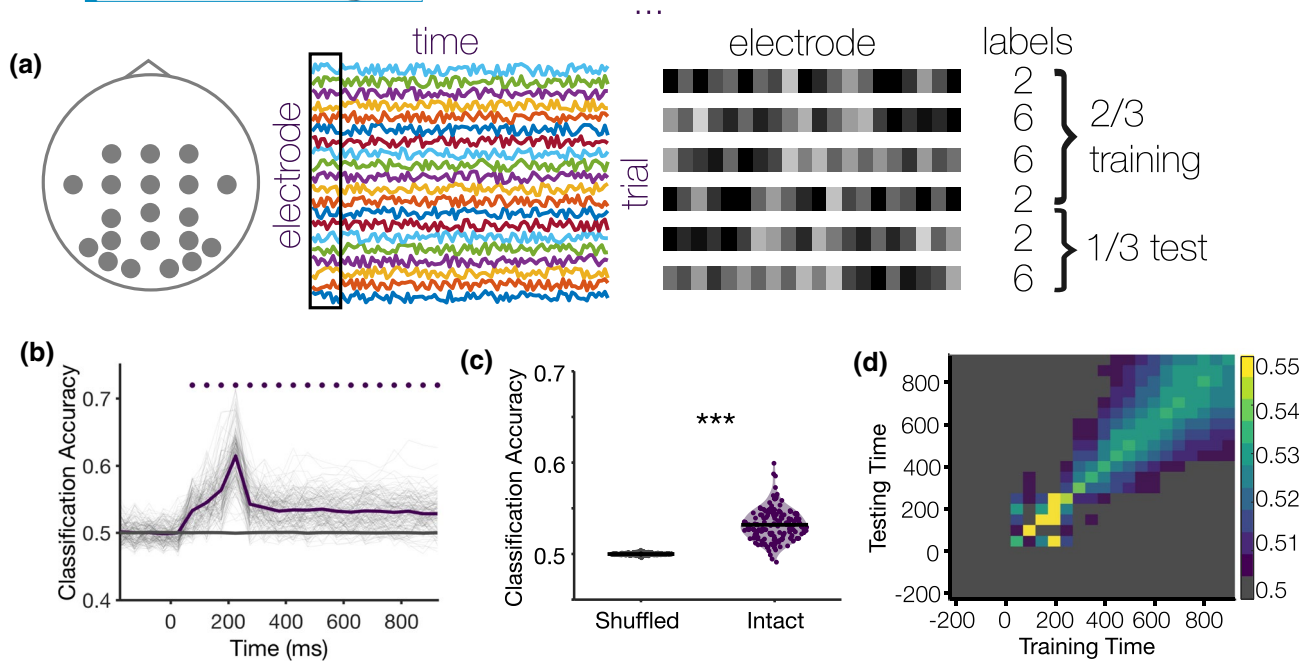 ...
(a)
time
electrode
electrode
trial
labels
2
6
6
2
2
6
2/3
training
1/3 test
(b)
Classification Accuracy
0.7
0.6
0.5
0.4
0 200 400 600 800
Time (ms)
(c)
Classification Accuracy
0.7
0.6
0.5
***
Shuffled Intact
(d)
Testing Time
800
600
400
200
0
-200
-200 0 200 400 600 800
Training Time
0.55
0.54
0.53
0.52
0.51
0.5